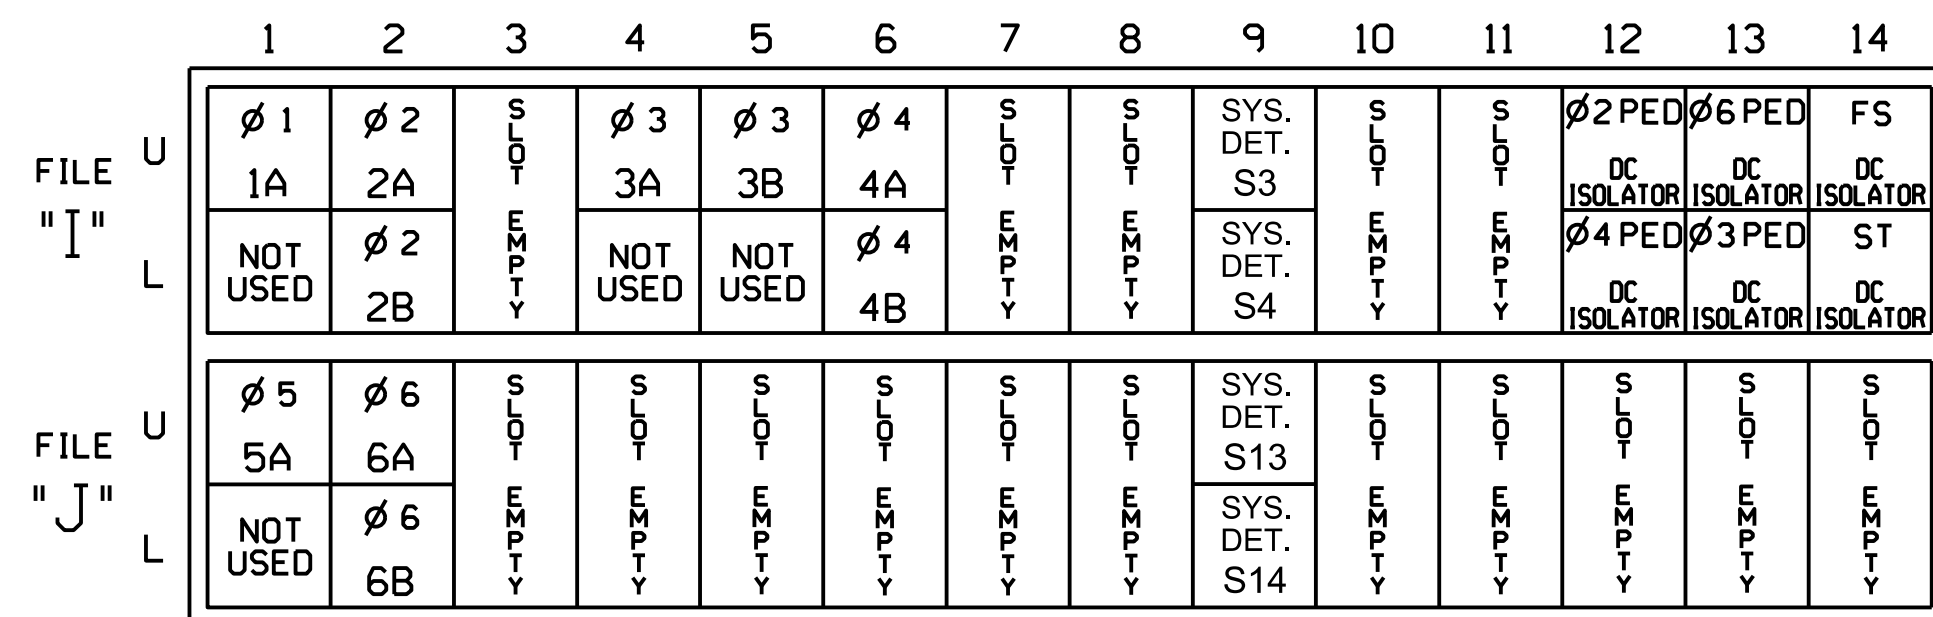 1 2 3 4 5 6 7 8 9 10 11 12 13 14
FILE "I"
U
Ø 1 1A
Ø 2 2A
SLOT EMPTY
Ø 3 3A
Ø 3 3B
Ø 4 4A
SLOT EMPTY
SLOT EMPTY
SYS. DET. S3
SLOT EMPTY
SLOT EMPTY
Ø2 PED DC ISOLATOR
Ø6 PED DC ISOLATOR
FS DC ISOLATOR
L
NOT USED
Ø 2 2B
NOT USED
NOT USED
Ø 4 4B
SYS. DET. S4
Ø4 PED DC ISOLATOR
Ø3 PED DC ISOLATOR
ST DC ISOLATOR
FILE "J"
U
Ø 5 5A
Ø 6 6A
SLOT EMPTY
SLOT EMPTY
SLOT EMPTY
SLOT EMPTY
SLOT EMPTY
SLOT EMPTY
SYS. DET. S13
SLOT EMPTY
SLOT EMPTY
SLOT EMPTY
SLOT EMPTY
SLOT EMPTY
L
NOT USED
Ø 6 6B
SYS. DET. S14